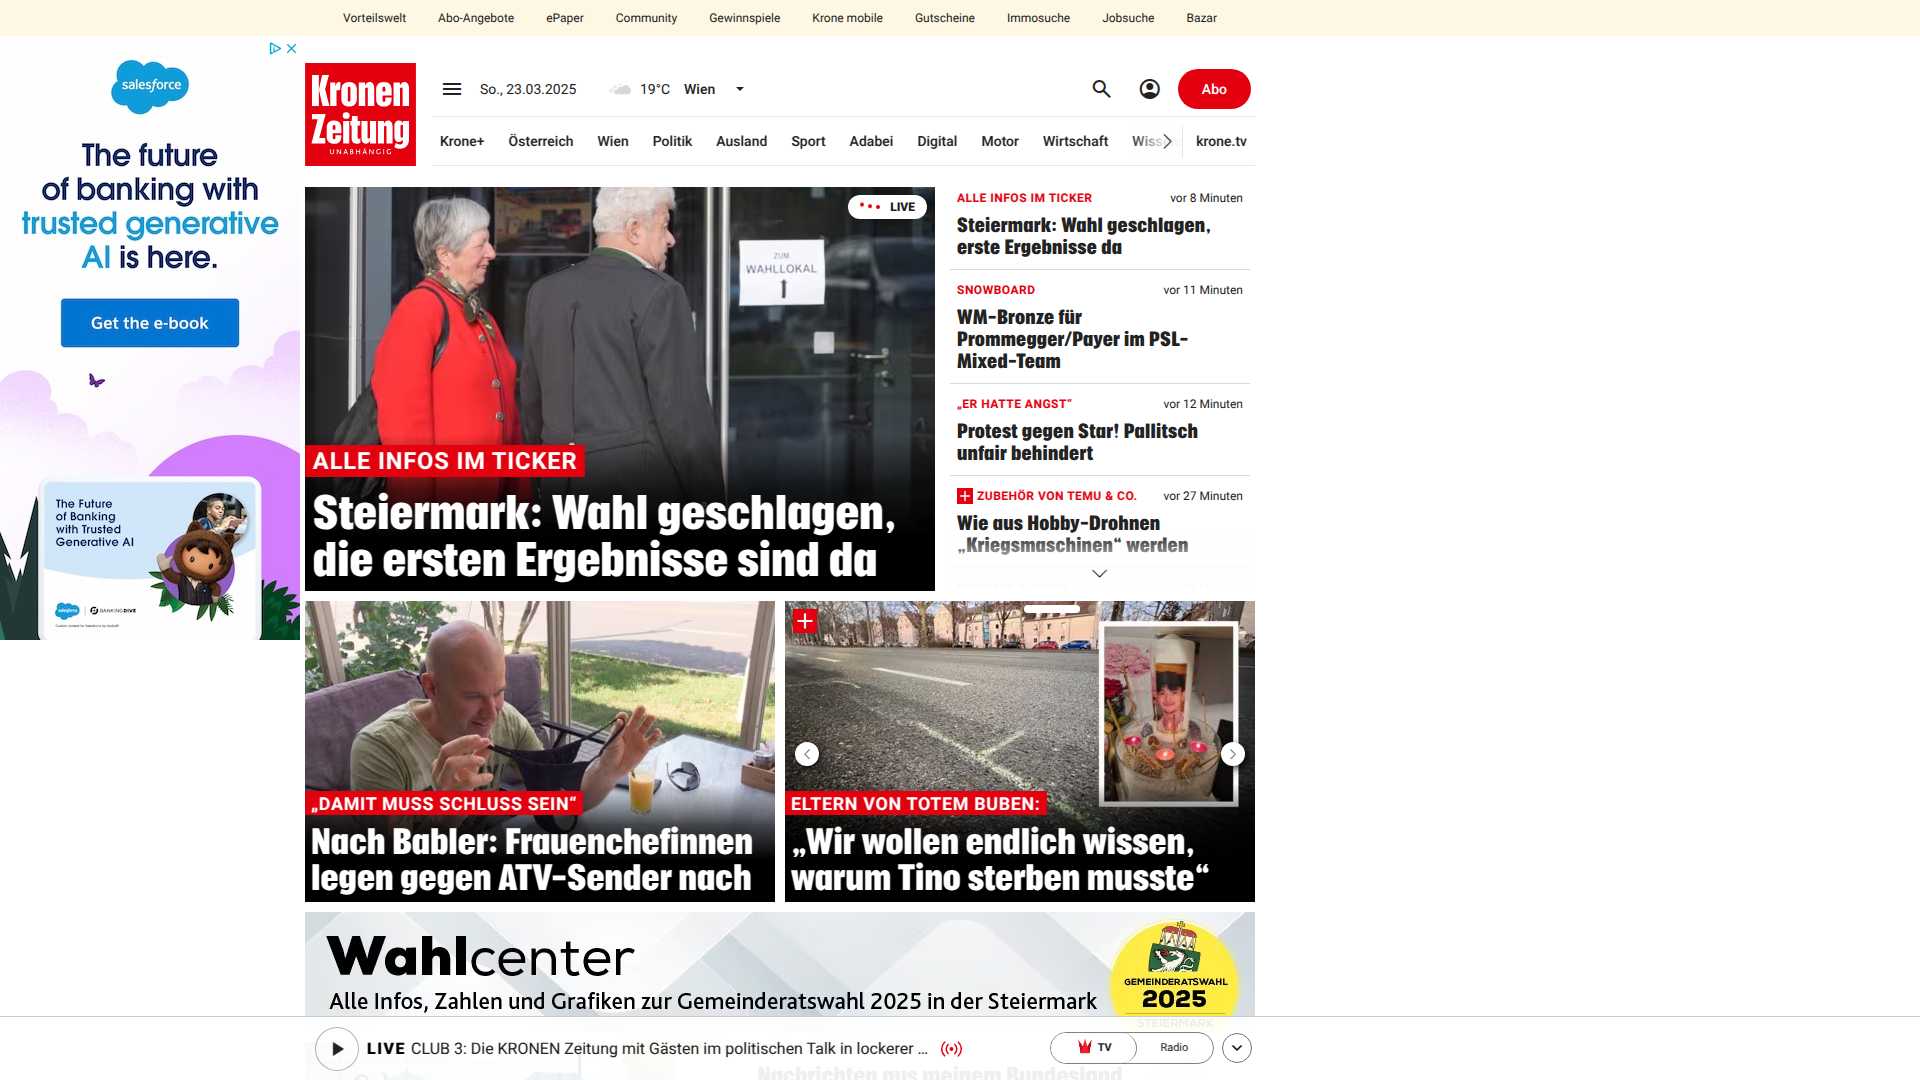 Vorteilswelt Abo-Angebote ePaper Community Gewinnspiele Krone mobile Gutscheine Immosuche Jobsuche Bazar
salesforce
The future
of banking with
trusted generative
AI is here.
Get the e-book
The Future
of Banking
with Trusted
Generative AI
salesforce BANKINGDIVE
Kronen
Zeitung
UNABHÄNGIG
So., 23.03.2025 19°C Wien
Abo
Krone+ Österreich Wien Politik Ausland Sport Adabei Digital Motor Wirtschaft Wiss krone.tv
LIVE
ZUM
WAHLLOKAL
ALLE INFOS IM TICKER
Steiermark: Wahl geschlagen,
die ersten Ergebnisse sind da
ALLE INFOS IM TICKER vor 8 Minuten
Steiermark: Wahl geschlagen,
erste Ergebnisse da
SNOWBOARD vor 11 Minuten
WM-Bronze für
Prommegger/Payer im PSL-
Mixed-Team
„ER HATTE ANGST“ vor 12 Minuten
Protest gegen Star! Pallitsch
unfair behindert
ZUBEHÖR VON TEMU & CO. vor 27 Minuten
Wie aus Hobby-Drohnen
„Kriegsmaschinen“ werden
„DAMIT MUSS SCHLUSS SEIN“
Nach Babler: Frauenchefinnen
legen gegen ATV-Sender nach
ELTERN VON TOTEM BUBEN:
„Wir wollen endlich wissen,
warum Tino sterben musste“
Wahlcenter
Alle Infos, Zahlen und Grafiken zur Gemeinderatswahl 2025 in der Steiermark
GEMEINDERATSWAHL
2025
STEIERMARK
LIVE CLUB 3: Die KRONEN Zeitung mit Gästen im politischen Talk in lockerer ...
TV Radio
Nachrichten aus meinem Bundesland